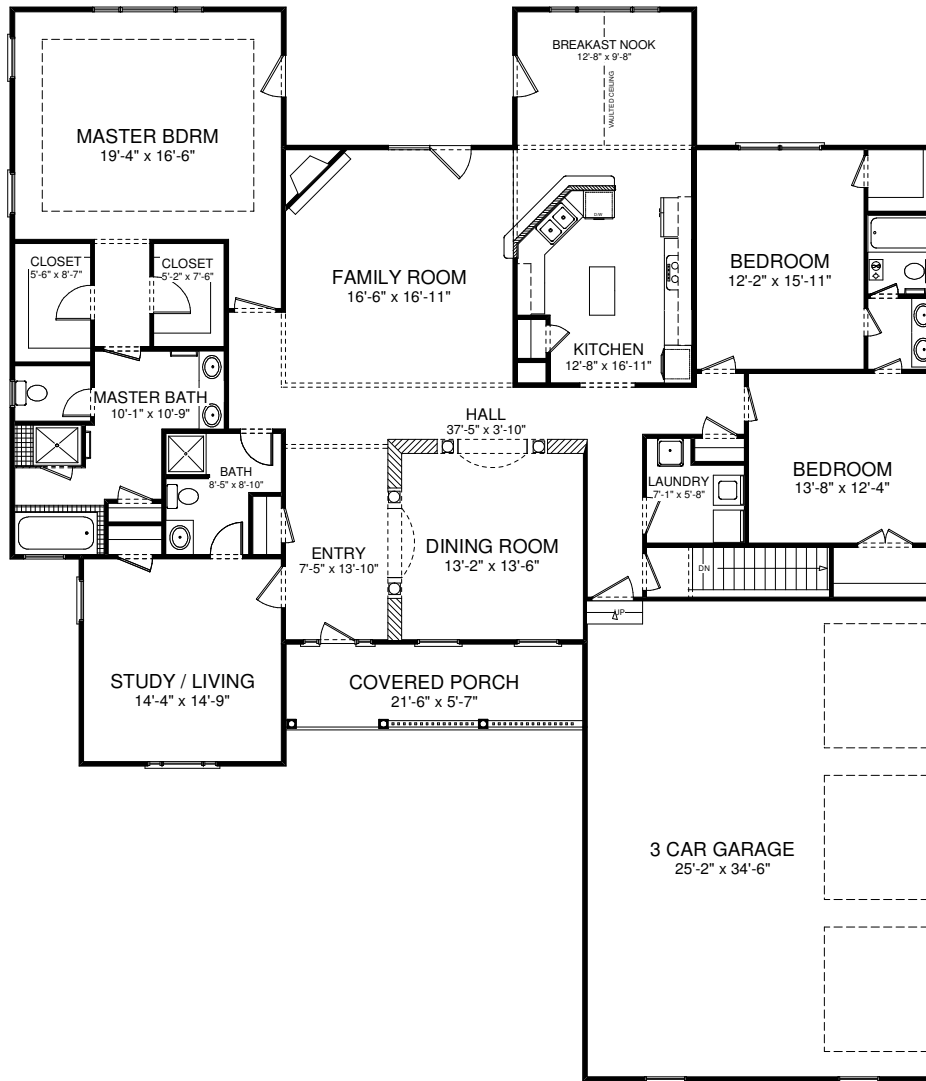 BREAKAST NOOK
12'-8" x 9'-8"
VAULTED CEILING
MASTER BDRM
19'-4" x 16'-6"
CLOSET
5'-6" x 8'-7"
CLOSET
5'-2" x 7'-6"
FAMILY ROOM
16'-6" x 16'-11"
D/W
BEDROOM
12'-2" x 15'-11"
KITCHEN
12'-8" x 16'-11"
MASTER BATH
10'-1" x 10'-9"
HALL
37'-5" x 3'-10"
BATH
8'-5" x 8'-10"
LAUNDRY
7'-1" x 5'-8"
BEDROOM
13'-8" x 12'-4"
ENTRY
7'-5" x 13'-10"
DINING ROOM
13'-2" x 13'-6"
DN
UP
STUDY / LIVING
14'-4" x 14'-9"
COVERED PORCH
21'-6" x 5'-7"
3 CAR GARAGE
25'-2" x 34'-6"